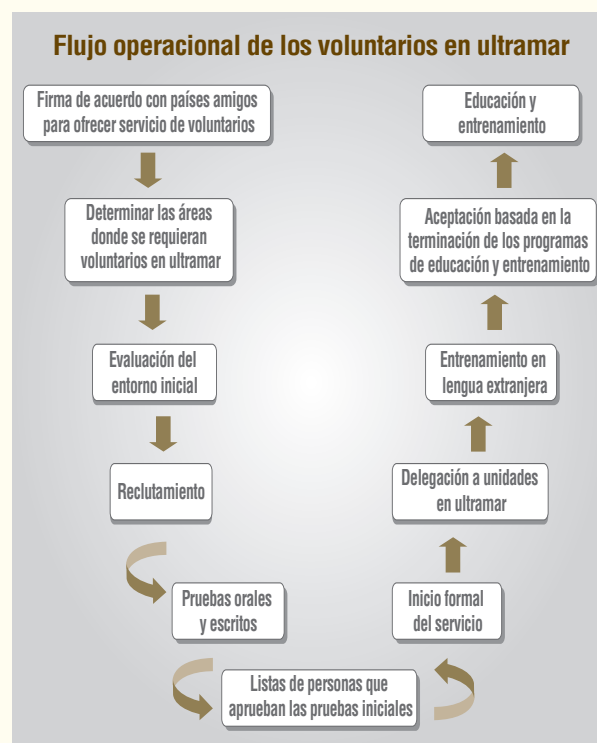 Flujo operacional de los voluntarios en ultramar
Firma de acuerdo con países amigos
para ofrecer servicio de voluntarios
Determinar las áreas
donde se requieran
voluntarios en ultramar
Evaluación del
entorno inicial
Reclutamiento
Pruebas orales
y escritos
Listas de personas que
aprueban las pruebas iniciales
Inicio formal
del servicio
Delegación a unidades
en ultramar
Entrenamiento en
lengua extranjera
Aceptación basada en la
terminación de los programas
de educación y entrenamiento
Educación y
entrenamiento